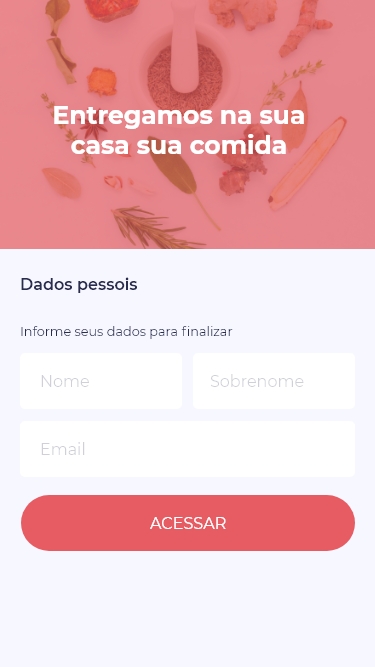 Entregamos na sua
casa sua comida
Dados pessois
Informe seus dados para finalizar
Nome
Sobrenome
Email
ACESSAR